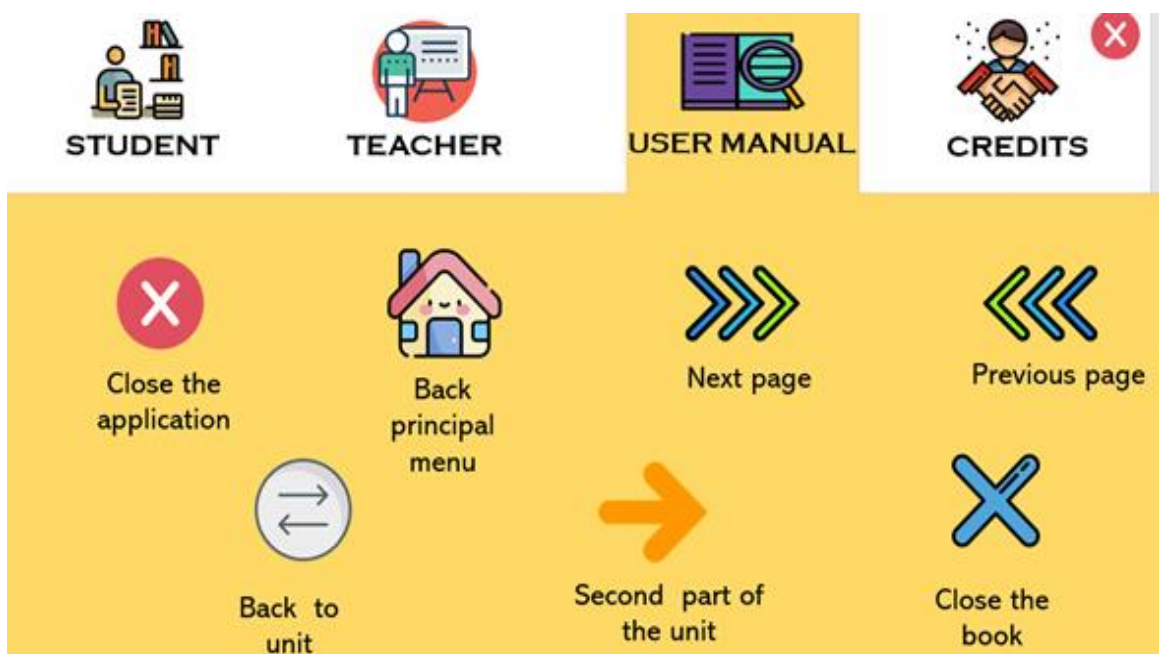 STUDENT
TEACHER
USER MANUAL
CREDITS
Close the
application
Back
principal
menu
Next page
Previous page
Back to
unit
Second part of
the unit
Close the
book